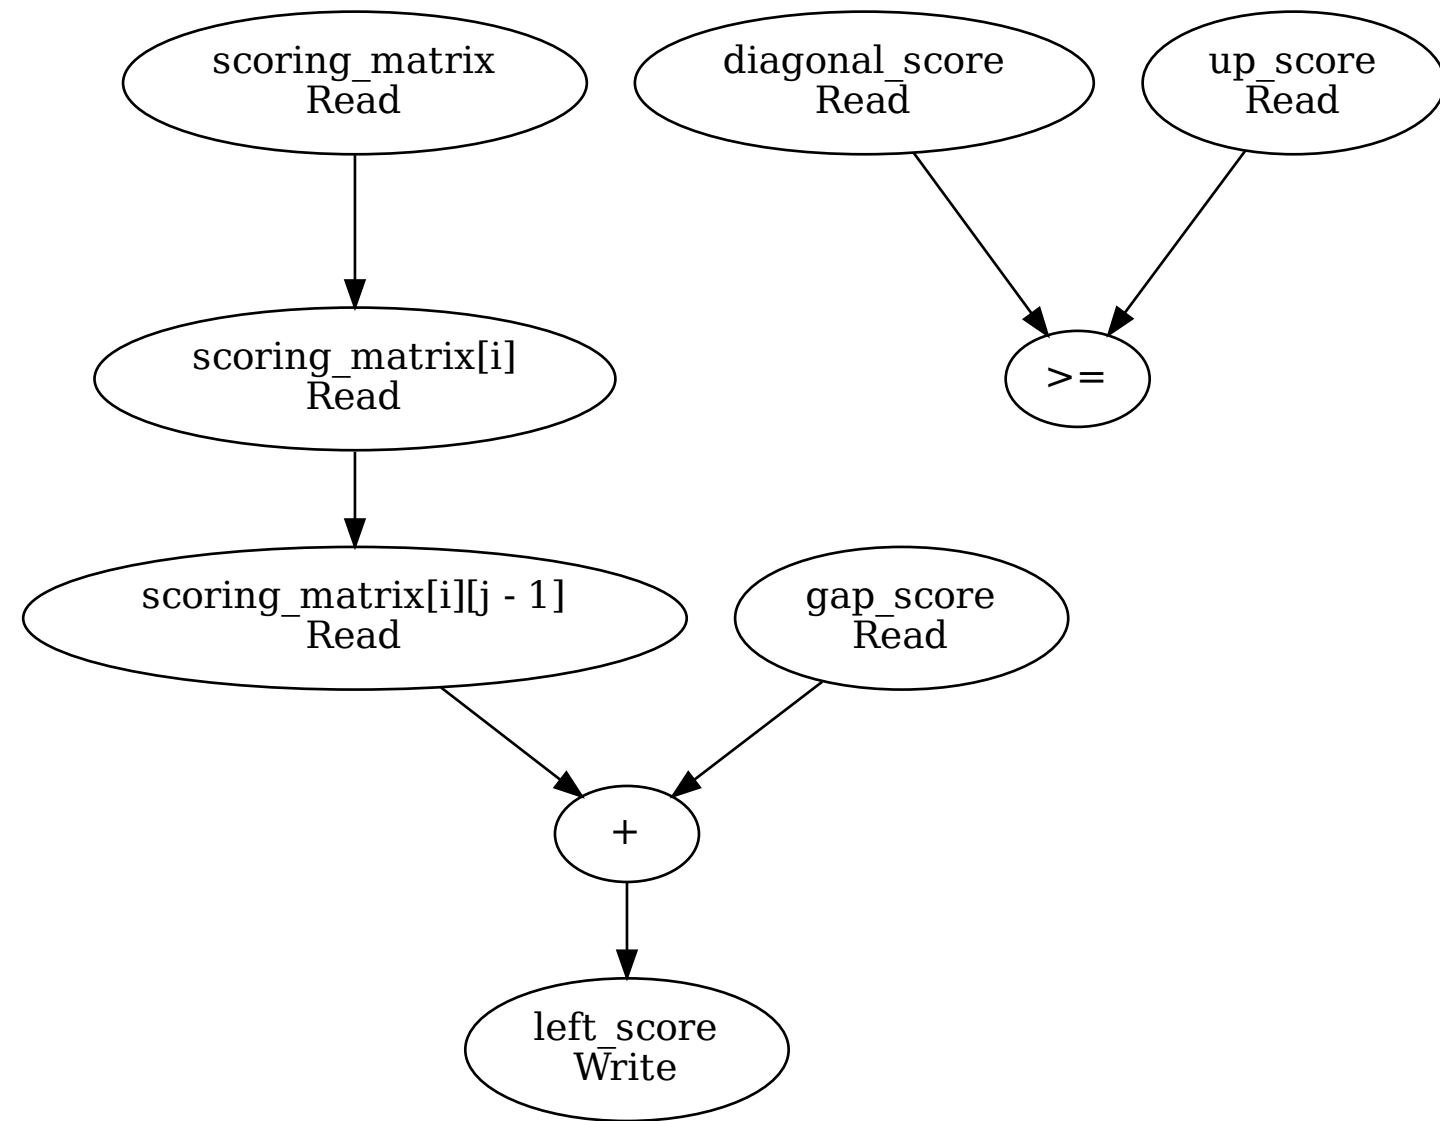 scoring_matrix
Read
diagonal_score
Read
up_score
Read
scoring_matrix[i]
Read
>=
scoring_matrix[i][j - 1]
Read
gap_score
Read
+
left_score
Write